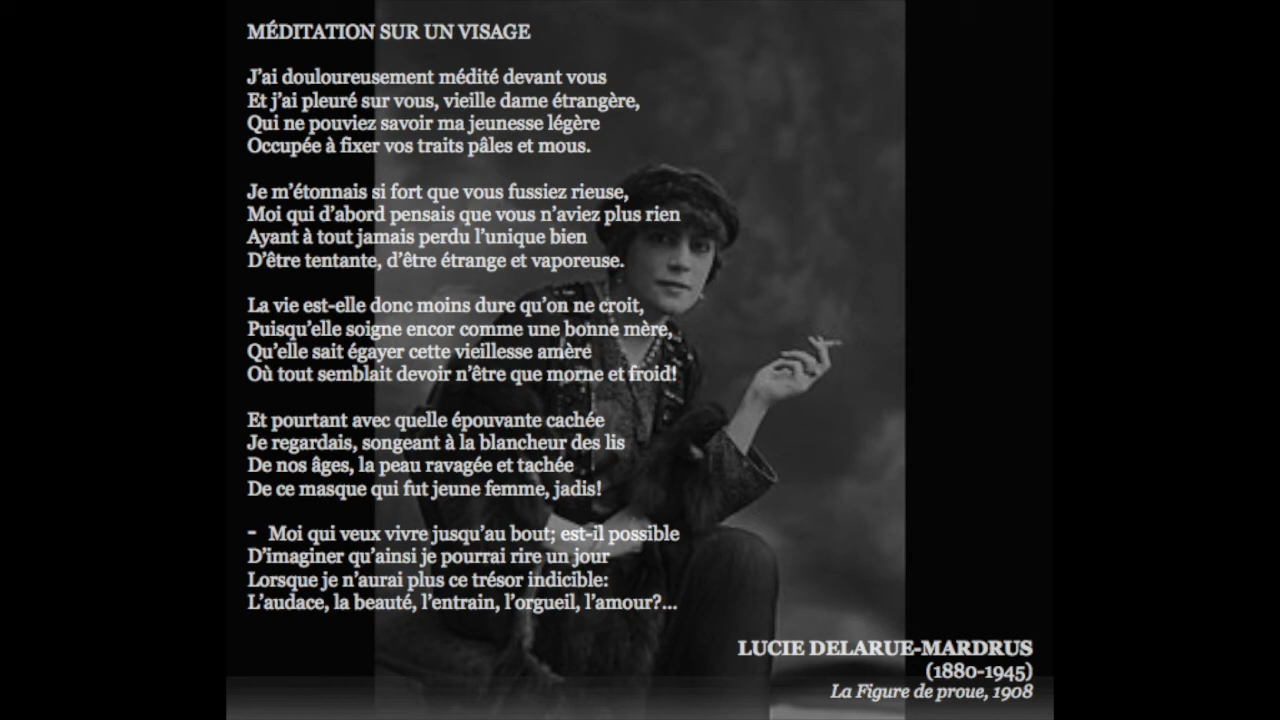 MÉDITATION SUR UN VISAGE
J'ai douloureusement médité devant vous
Et j'ai pleuré sur vous, vieille dame étrangère,
Qui ne pouviez savoir ma jeunesse légère
Occupée à fixer vos traits pâles et mous.
Je m'étonnais si fort que vous fussiez rieuse,
Moi qui d'abord pensais que vous n'aviez plus rien
Ayant à tout jamais perdu l'unique bien
D'être tentante, d'être étrange et vaporeuse.
La vie est-elle donc moins dure qu'on ne croit,
Puisqu'elle soigne encor comme une bonne mère,
Qu'elle sait égayer cette vieillesse amère
Où tout semblait devoir n'être que morne et froid!
Et pourtant avec quelle épouvante cachée
Je regardais, songeant à la blancheur des lis
De nos âges, la peau ravagée et tachée
De ce masque qui fut jeune femme, jadis!
- Moi qui veux vivre jusqu'au bout; est-il possible
D'imaginer qu'ainsi je pourrai rire un jour
Lorsque je n'aurai plus ce trésor indicible:
L'audace, la beauté, l'entrain, l'orgueil, l'amour?...
LUCIE DELARUE-MARDRUS
(1880-1945)
La Figure de proue, 1908